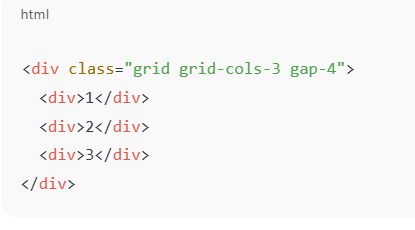 html
<div class="grid grid-cols-3 gap-4">
  <div>1</div>
  <div>2</div>
  <div>3</div>
</div>